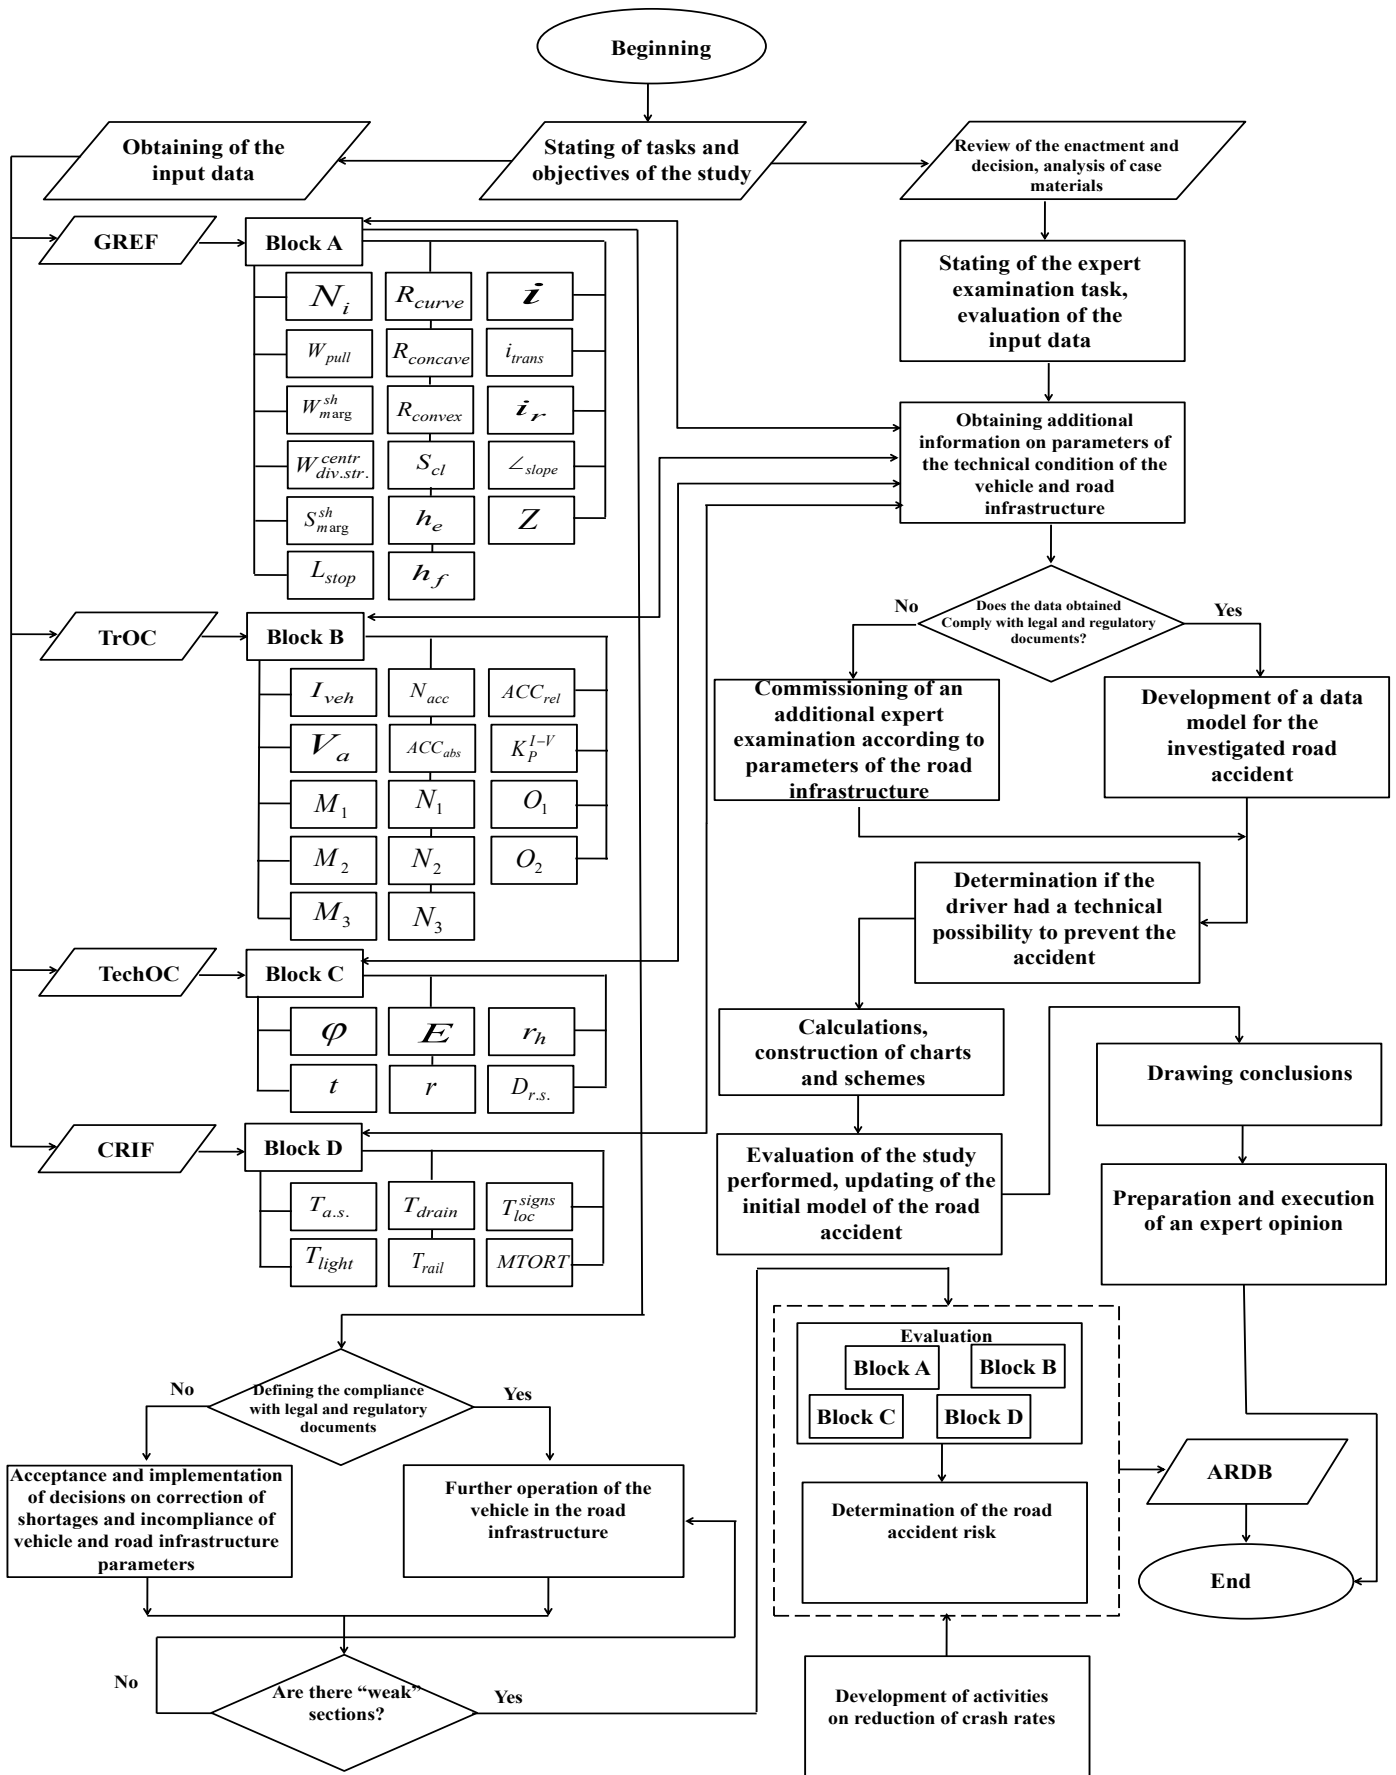 Beginning
Obtaining of the
input data
Stating of tasks and
objectives of the study
Review of the enactment and
decision, analysis of case
materials
GREF
Block A
N_i
R_curve
i
W_pull
R_concave
i_trans
W_marg^sh
R_convex
i_r
W_div.str.^centr
S_cl
∠_slope
S_marg^sh
h_e
Z
L_stop
h_f
Stating of the expert
examination task,
evaluation of the
input data
Obtaining additional
information on parameters of
the technical condition of the
vehicle and road
infrastructure
No
Does the data obtained
Comply with legal and regulatory
documents?
Yes
TrOC
Block B
I_veh
N_acc
ACC_rel
V_a
ACC_abs
K_P^I-V
M_1
N_1
O_1
M_2
N_2
O_2
M_3
N_3
Commissioning of an
additional expert
examination according to
parameters of the road
infrastructure
Development of a data
model for the
investigated road
accident
Determination if the
driver had a technical
possibility to prevent the
accident
TechOC
Block C
φ
E
r_h
t
r
D_r.s.
Calculations,
construction of charts
and schemes
Drawing conclusions
CRIF
Block D
T_a.s.
T_drain
T_loc^signs
T_light
T_rail
MTORT
Evaluation of the study
performed, updating of the
initial model of the road
accident
Preparation and execution
of an expert opinion
No
Defining the compliance
with legal and regulatory
documents
Yes
Evaluation
Block A
Block B
Block C
Block D
Acceptance and implementation
of decisions on correction of
shortages and incompliance of
vehicle and road infrastructure
parameters
Further operation of the
vehicle in the road
infrastructure
Determination of the road
accident risk
ARDB
End
No
Are there “weak”
sections?
Yes
Development of activities
on reduction of crash rates